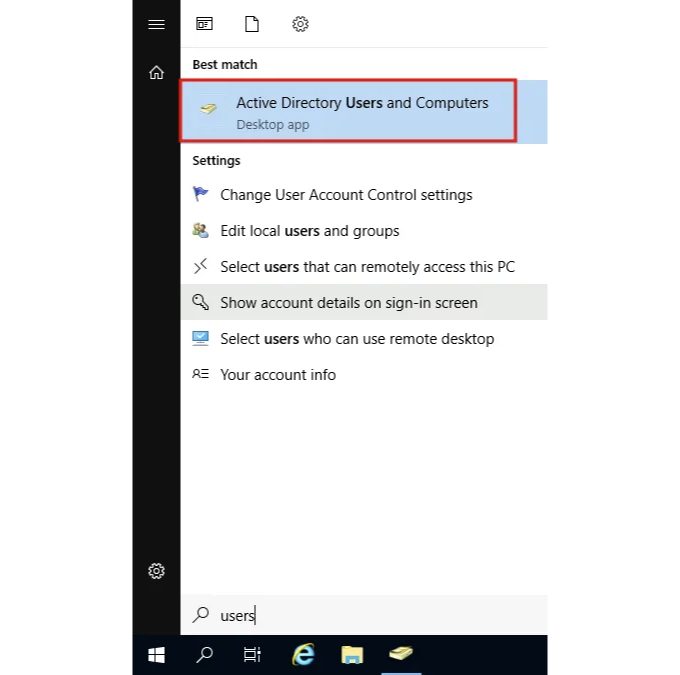 Best match
Active Directory Users and Computers
Desktop app
Settings
Change User Account Control settings
Edit local users and groups
Select users that can remotely access this PC
Show account details on sign-in screen
Select users who can use remote desktop
Your account info
users